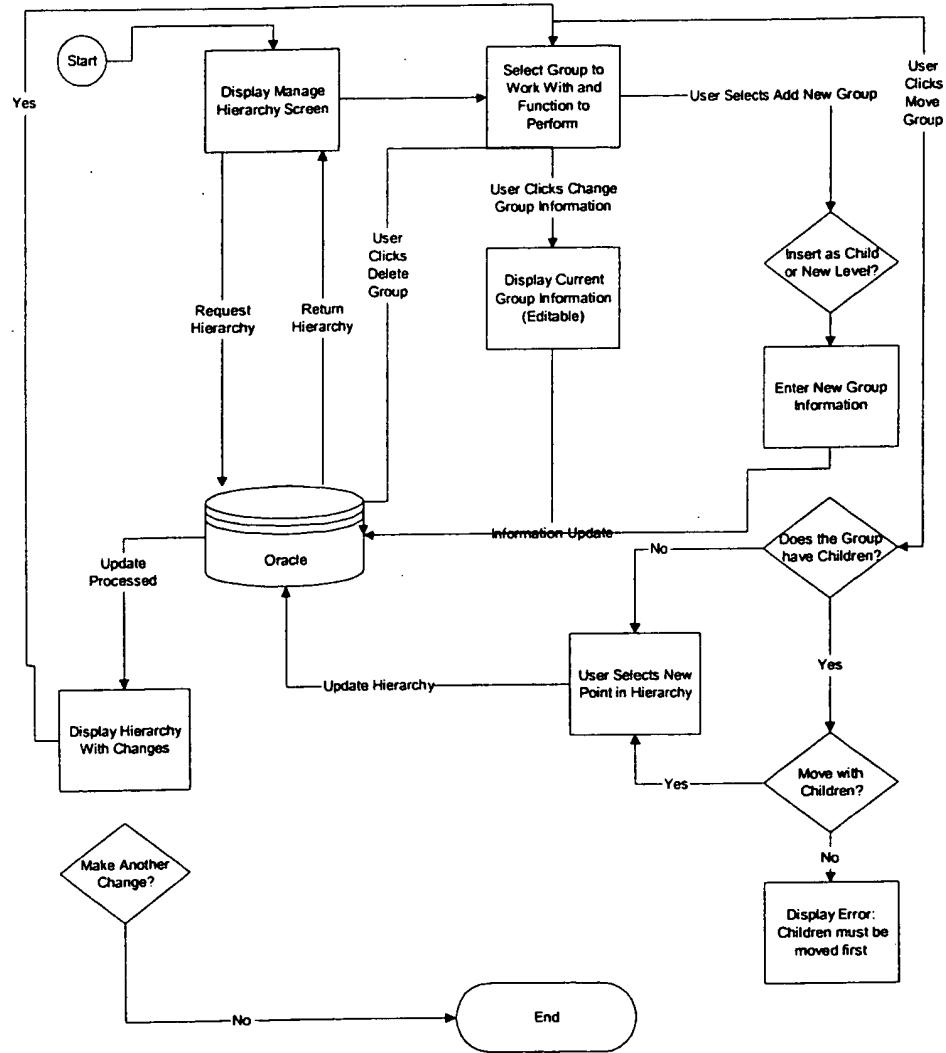 Start
Display Manage
Hierarchy Screen
Select Group to
Work With and
Function to
Perform
User Selects Add New Group
User
Clicks
Move
Group
Yes
User Clicks Change
Group Information
User
Clicks
Delete
Group
Insert as Child
or New Level?
Display Current
Group Information
(Editable)
Request
Hierarchy
Return
Hierarchy
Enter New Group
Information
Information Update
Oracle
Update
Processed
No
Does the Group
have Children?
Yes
User Selects New
Point in Hierarchy
Update Hierarchy
Display Hierarchy
With Changes
Yes
Move with
Children?
No
Make Another
Change?
Display Error:
Children must be
moved first
No
End